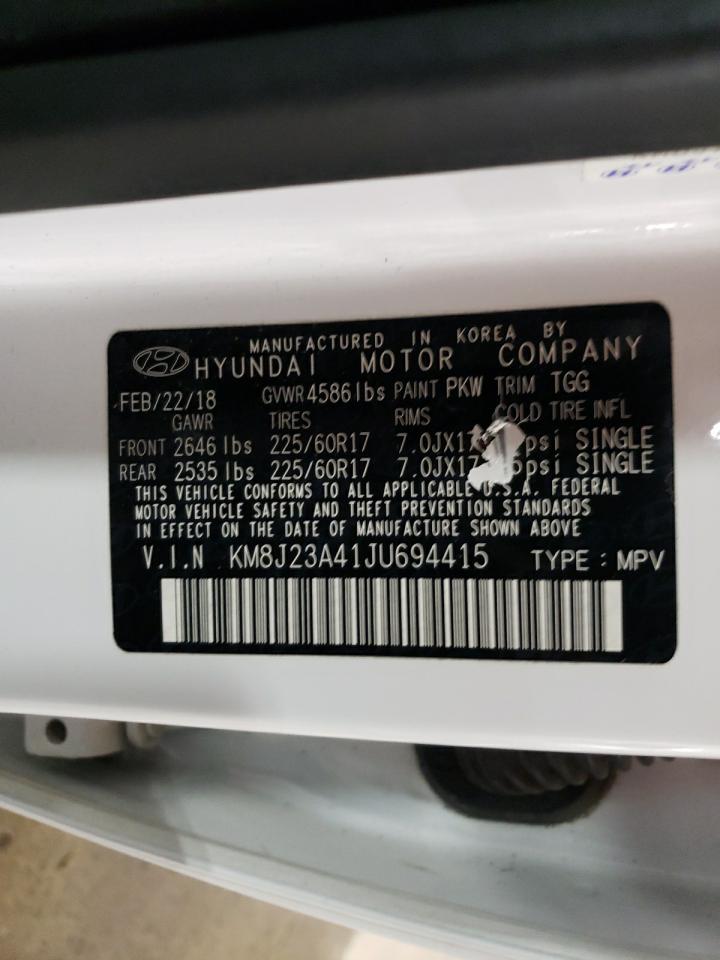 MANUFACTURED IN KOREA BY
HYUNDAI MOTOR COMPANY
FEB/22/18 GVWR 4586 lbs PAINT PKW TRIM TGG
GAWR TIRES RIMS COLD TIRE INFL
FRONT 2646 lbs 225/60R17 7.0JX17 psi SINGLE
REAR 2535 lbs 225/60R17 7.0JX17 psi SINGLE
THIS VEHICLE CONFORMS TO ALL APPLICABLE U.S.A. FEDERAL
MOTOR VEHICLE SAFETY AND THEFT PREVENTION STANDARDS
IN EFFECT ON THE DATE OF MANUFACTURE SHOWN ABOVE
V.I.N KM8J23A41JU694415 TYPE : MPV